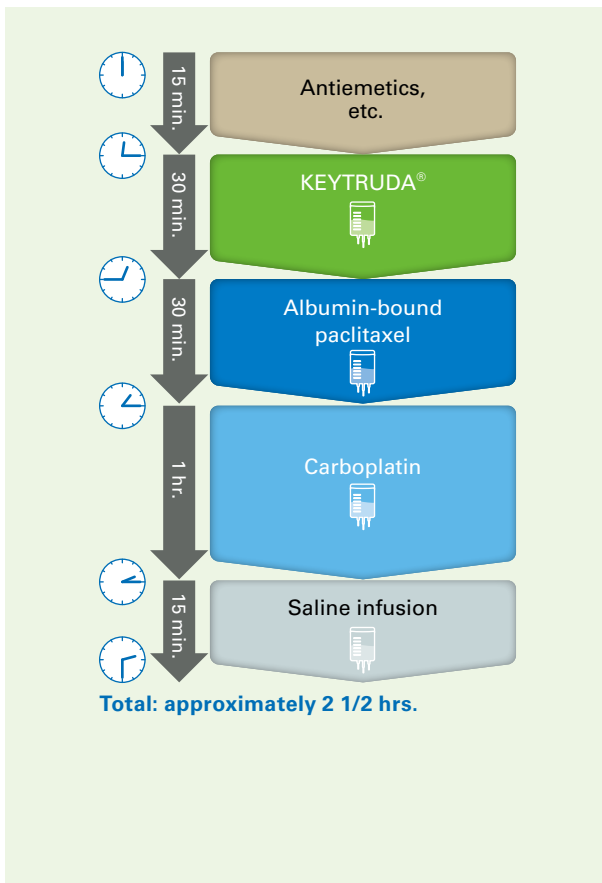 15 min.
Antiemetics,
etc.
30 min.
KEYTRUDA®
30 min.
Albumin-bound
paclitaxel
1 hr.
Carboplatin
15 min.
Saline infusion
Total: approximately 2 1/2 hrs.